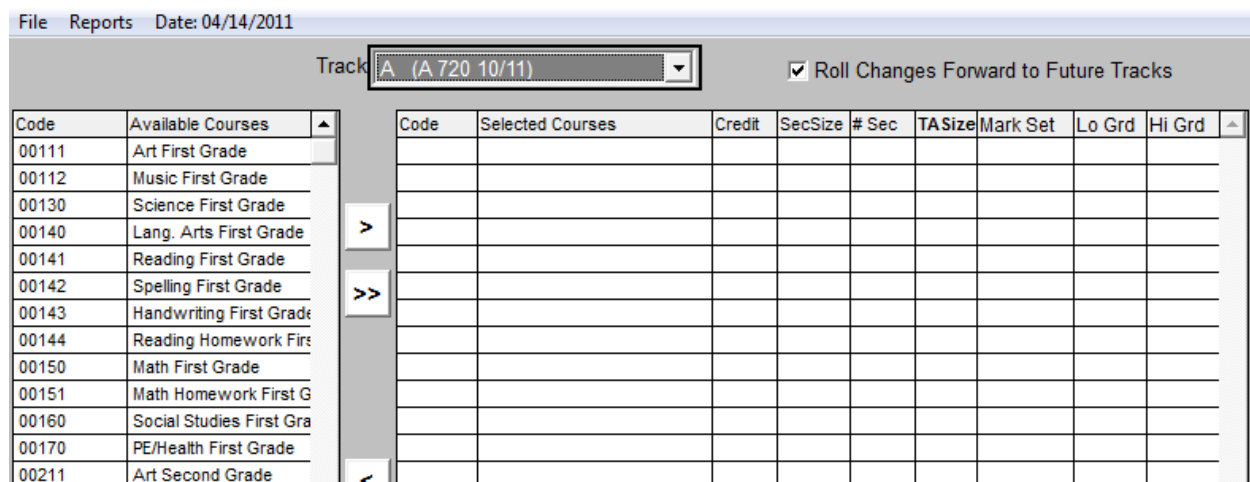 File Reports Date: 04/14/2011
Track A (A 720 10/11) Roll Changes Forward to Future Tracks
Code Available Courses Code Selected Courses Credit SecSize # Sec TASize Mark Set Lo Grd Hi Grd
00111 Art First Grade
00112 Music First Grade
00130 Science First Grade
00140 Lang. Arts First Grade
>
00141 Reading First Grade
00142 Spelling First Grade
>>
00143 Handwriting First Grade
00144 Reading Homework Firs
00150 Math First Grade
00151 Math Homework First G
00160 Social Studies First Gra
00170 PE/Health First Grade
00211 Art Second Grade
<